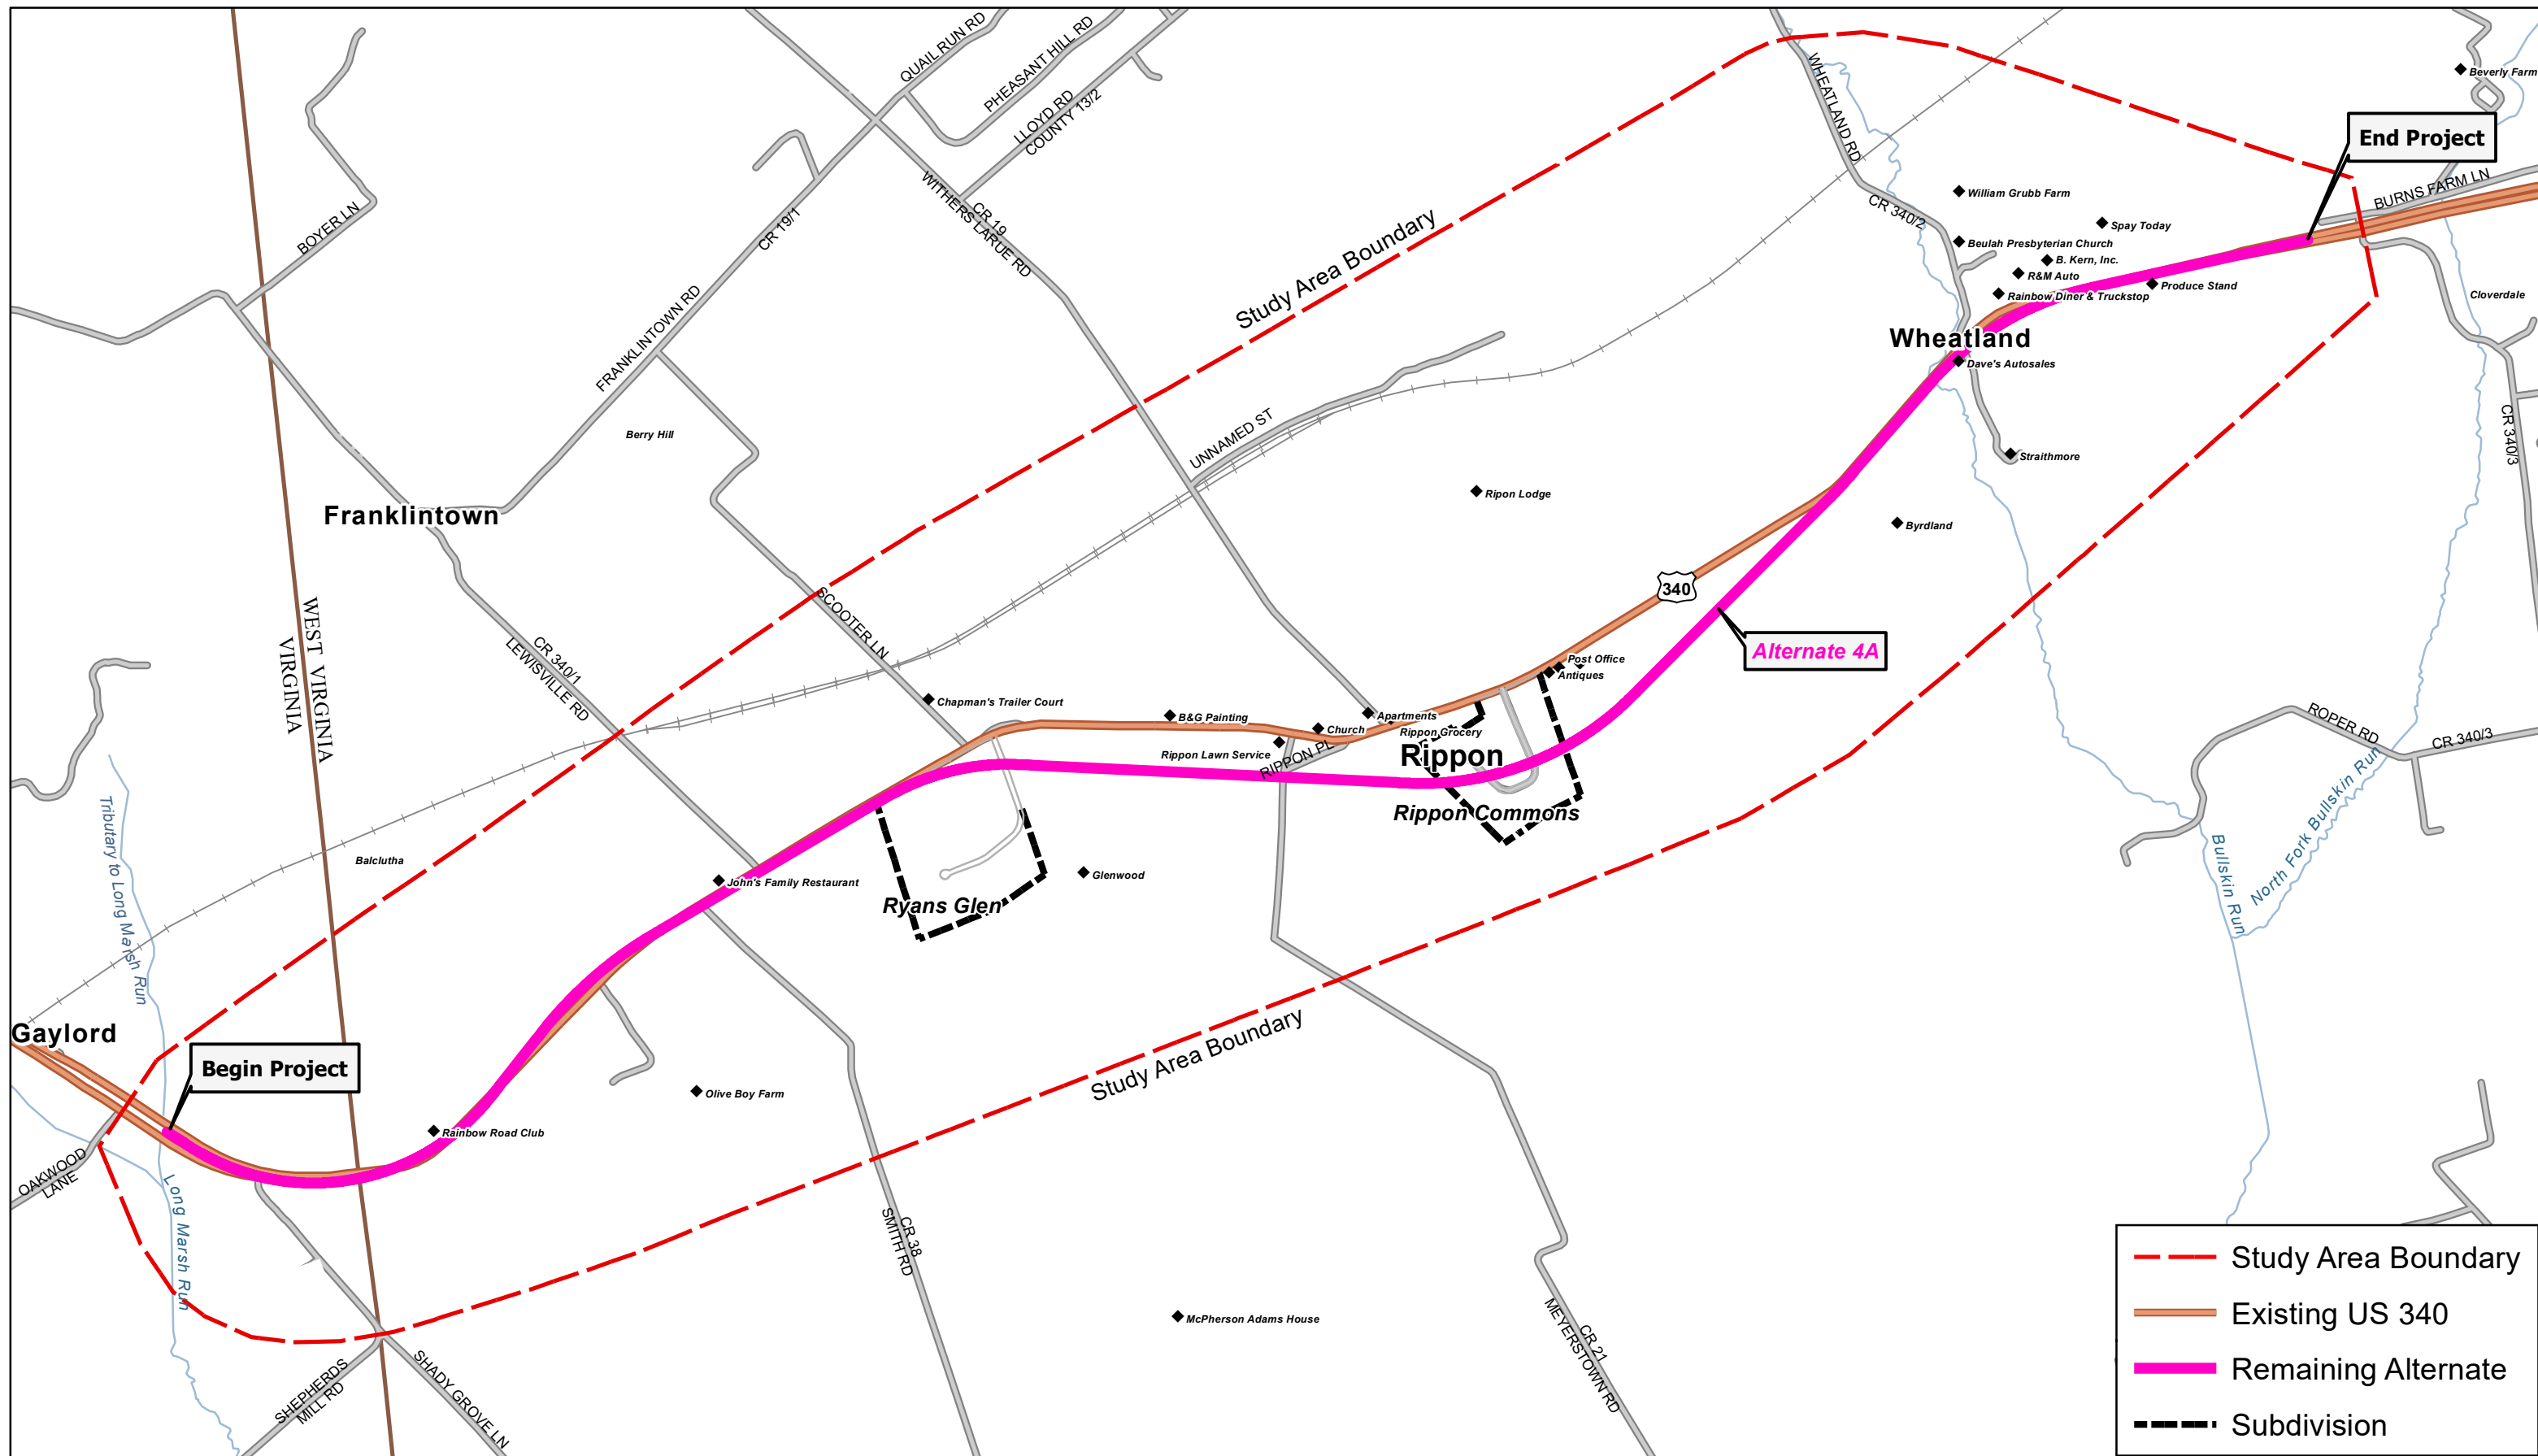 QUAIL RUN RD
PHEASANT HILL RD
LLOYD RD
COUNTY 13/2
WHEATLAND RD
Beverly Farm
End Project
BURNS FARM LN
William Grubb Farm
CR 340/2
Spay Today
Beulah Presbyterian Church
B. Kern, Inc.
R&M Auto
Produce Stand
Rainbow Diner & Truckstop
Cloverdale
Wheatland
Dave's Autosales
BOYER LN
CR 19/1
CR 19
WITHERS LARUE RD
Study Area Boundary
FRANKLINTOWN RD
Berry Hill
UNNAMED ST
CR 340/3
Straithmore
Ripon Lodge
Franklintown
Byrdland
340
SCOOTER LN
WEST VIRGINIA
VIRGINIA
CR 340/1
LEWISVILLE RD
Alternate 4A
Post Office
Antiques
Chapman's Trailer Court
B&G Painting
Apartments
Church
Rippon Grocery
Rippon Lawn Service
RIPPON PL
Rippon
Rippon Commons
ROPER RD
CR 340/3
Tributary to Long Marsh Run
Balclutha
John's Family Restaurant
Glenwood
Ryans Glen
Bullskin Run
North Fork Bullskin Run
Gaylord
Begin Project
Study Area Boundary
Olive Boy Farm
Rainbow Road Club
OAKWOOD
LANE
Long Marsh Run
CR 38
SMITH RD
McPherson Adams House
CR 21
MEYERSTOWN RD
SHEPHERDS
MILL RD
SHADY GROVE LN
Study Area Boundary
Existing US 340
Remaining Alternate
Subdivision